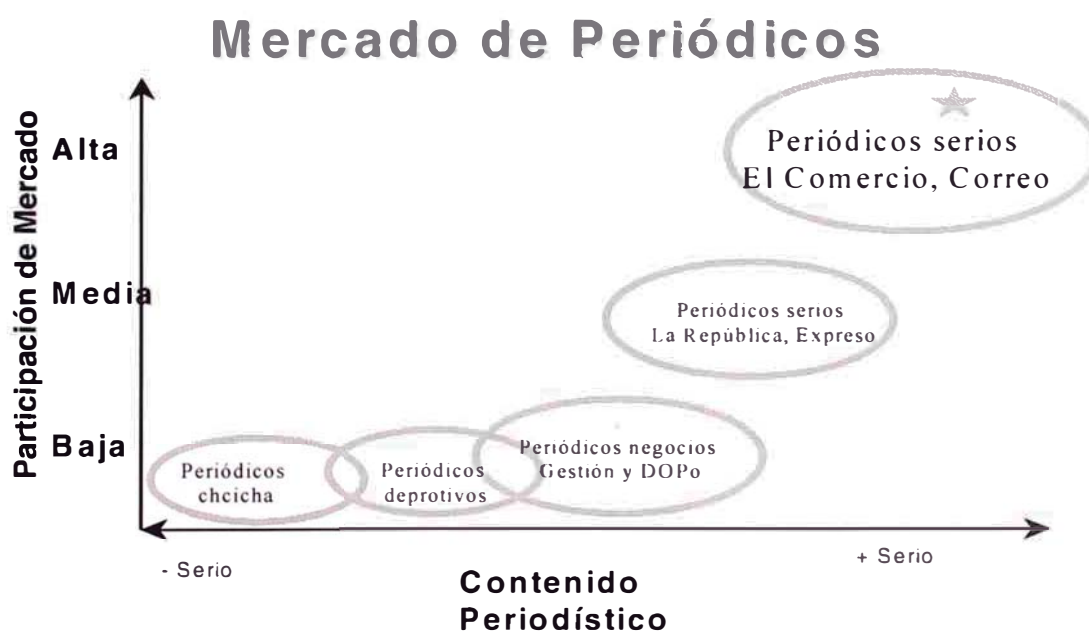 Mercado de Periódicos
Participación de Mercado
Alta
Periódicos serios
El Comercio, Correo
Media
Periódicos serios
La República, Expreso
Baja
Periódicos negocios
Gestión y DOPo
Periódicos
chcicha
Periódicos
deprotivos
- Serio
+ Serio
Contenido
Periodístico